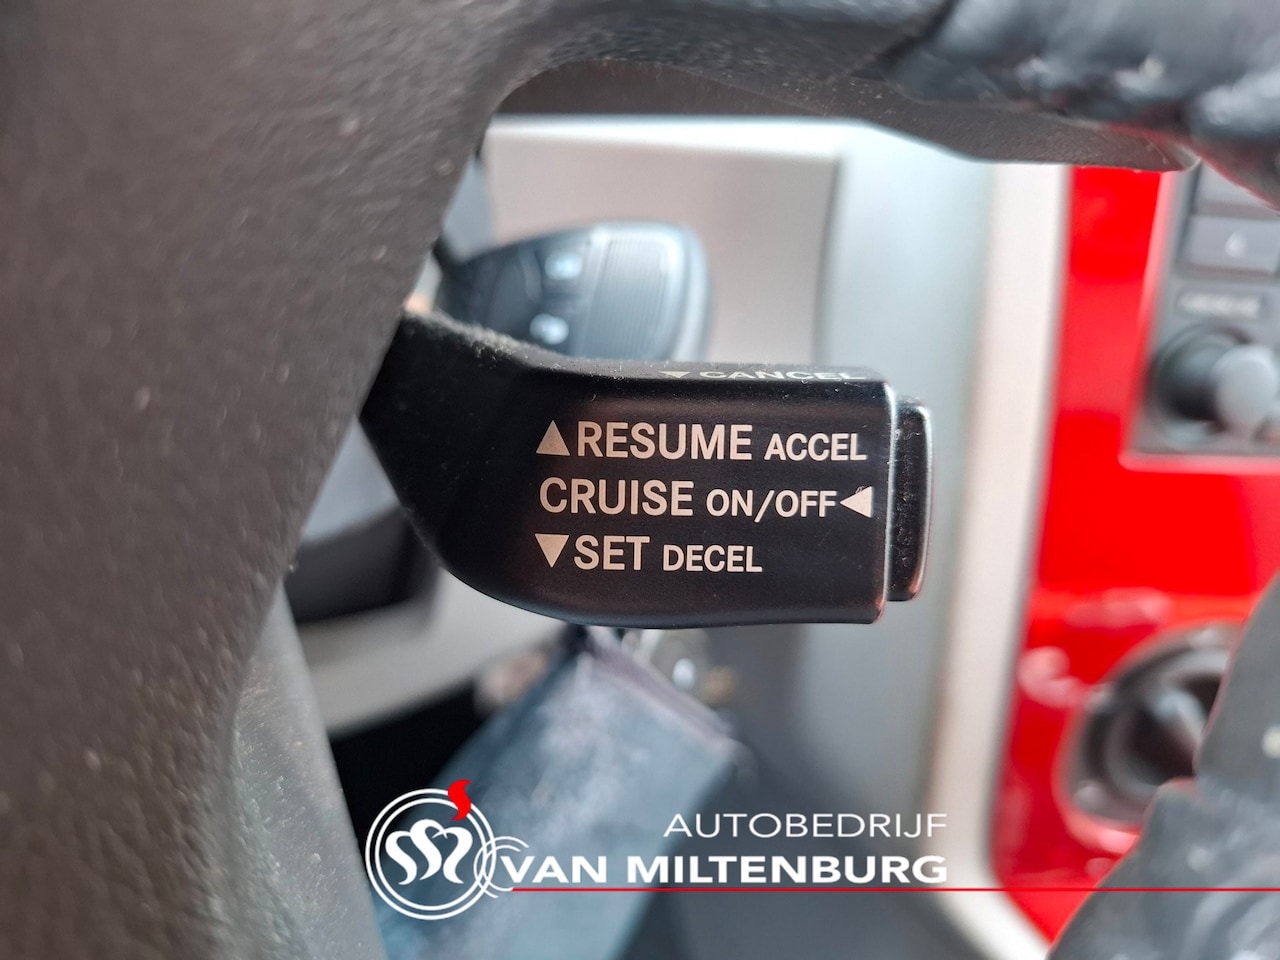 ▼ CANCEL
▲RESUME ACCEL
CRUISE ON/OFF◀
▼SET DECEL
AUTOBEDRIJF
VAN MILTENBURG